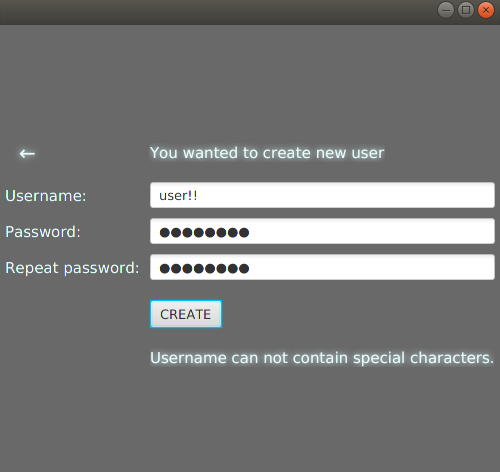 ← You wanted to create new user
Username: user!!
Password: ●●●●●●●●
Repeat password: ●●●●●●●●
CREATE
Username can not contain special characters.